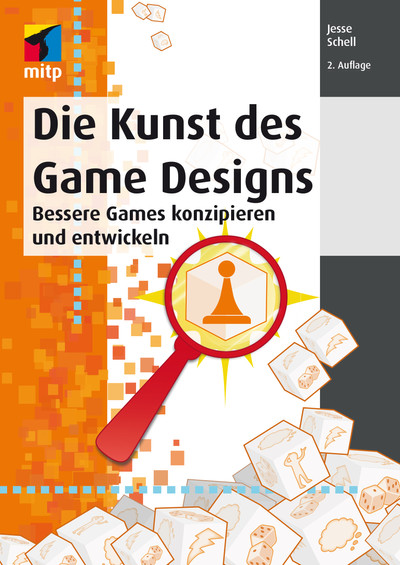 mitp
Jesse
Schell
2. Auflage
Die Kunst des
Game Designs
Bessere Games konzipieren
und entwickeln